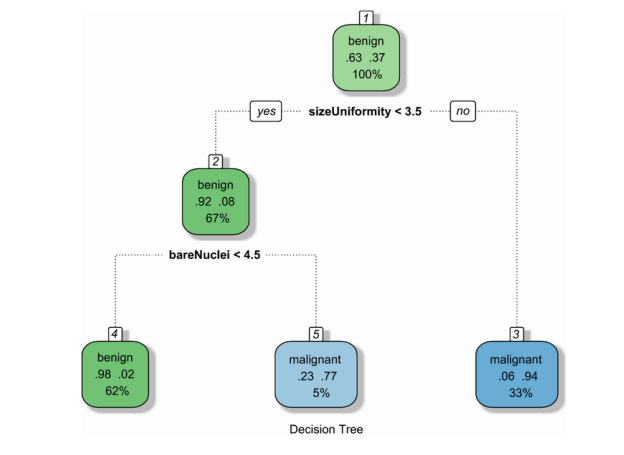 1
benign
.63 .37
100%
yes sizeUniformity < 3.5 no
2
benign
.92 .08
67%
bareNuclei < 4.5
4
benign
.98 .02
62%
5
malignant
.23 .77
5%
3
malignant
.06 .94
33%
Decision Tree